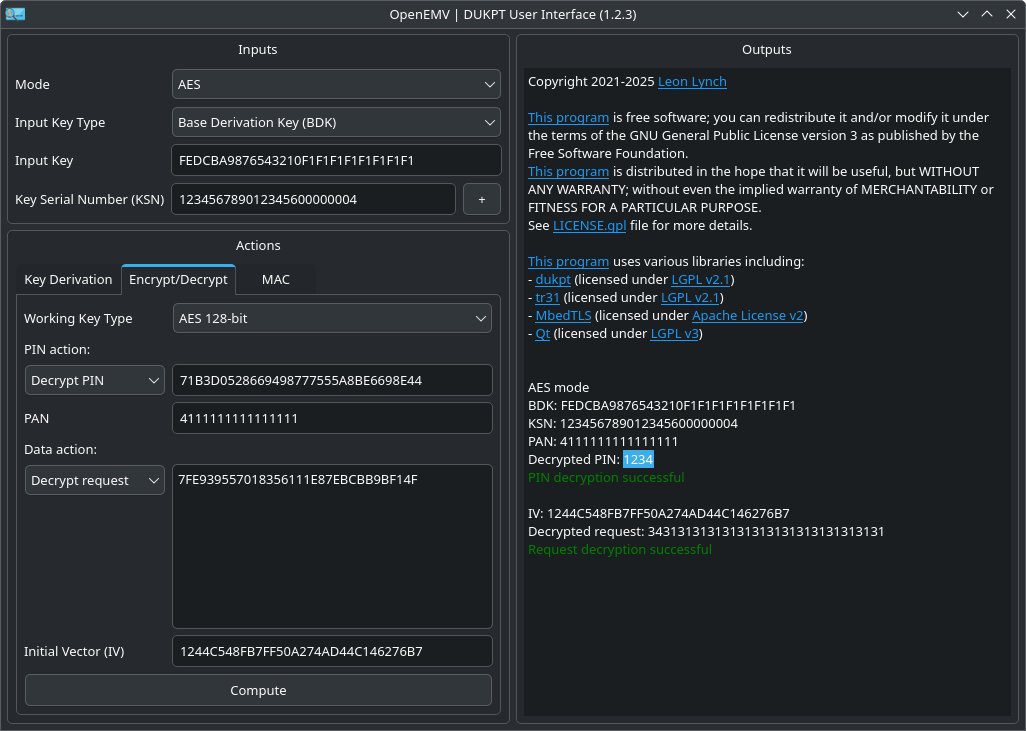 OpenEMV | DUKPT User Interface (1.2.3)
Inputs
Mode
AES
Input Key Type
Base Derivation Key (BDK)
Input Key
FEDCBA9876543210F1F1F1F1F1F1F1F1
Key Serial Number (KSN)
123456789012345600000004
+
Actions
Key Derivation
Encrypt/Decrypt
MAC
Working Key Type
AES 128-bit
PIN action:
Decrypt PIN
71B3D0528669498777555A8BE6698E44
PAN
4111111111111111
Data action:
Decrypt request
7FE939557018356111E87EBCBB9BF14F
Initial Vector (IV)
1244C548FB7FF50A274AD44C146276B7
Compute
Outputs
Copyright 2021-2025 Leon Lynch
This program is free software; you can redistribute it and/or modify it under
the terms of the GNU General Public License version 3 as published by the
Free Software Foundation.
This program is distributed in the hope that it will be useful, but WITHOUT
ANY WARRANTY; without even the implied warranty of MERCHANTABILITY or
FITNESS FOR A PARTICULAR PURPOSE.
See LICENSE.gpl file for more details.
This program uses various libraries including:
- dukpt (licensed under LGPL v2.1)
- tr31 (licensed under LGPL v2.1)
- MbedTLS (licensed under Apache License v2)
- Qt (licensed under LGPL v3)
AES mode
BDK: FEDCBA9876543210F1F1F1F1F1F1F1F1
KSN: 123456789012345600000004
PAN: 4111111111111111
Decrypted PIN: 1234
PIN decryption successful
IV: 1244C548FB7FF50A274AD44C146276B7
Decrypted request: 34313131313131313131313131313131
Request decryption successful